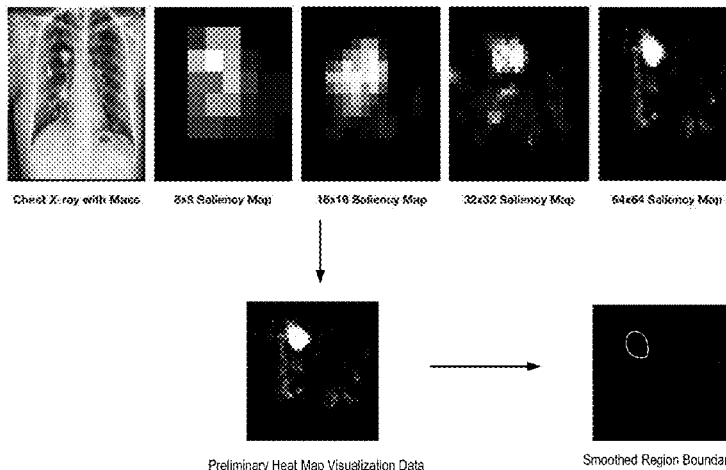 Chest X-ray with Mass
8x8 Saliency Map
16x16 Saliency Map
32x32 Saliency Map
64x64 Saliency Map
Preliminary Heat Map Visualization Data
Smoothed Region